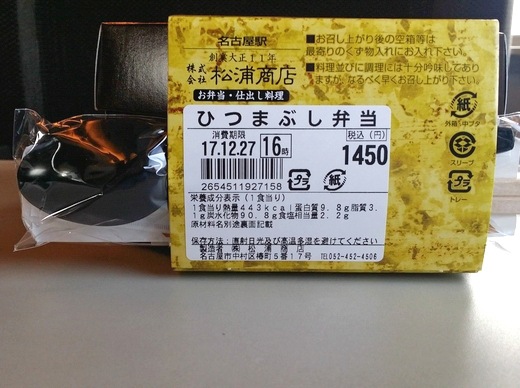 名古屋駅
創業大正11年
株式会社 松浦商店
お弁当・仕出し料理
■お召し上がり後の空箱等は
最寄りのくず物入れにお入れ下さい。
■料理並びに調理には十分吟味してあり
ますが、なるべく早くお召し上がり下さい。
紙
外箱・中ブタ
プラ
スリーブ
プラ
トレー
ひつまぶし弁当
消費期限
税込(円)
17.12.27 16時
1450
2654511927158
プラ 紙
栄養成分表示(1食当り)
1食当り熱量443kcal蛋白質9.8g脂質3.
1g炭水化物90.8g食塩相当量2.2g
原材料名別途裏面記載
保存方法:直射日光及び高温多湿を避けてください
製造者 ㈱ 松 浦 商 店
名古屋市中村区椿町5番17号 TEL052-452-4506